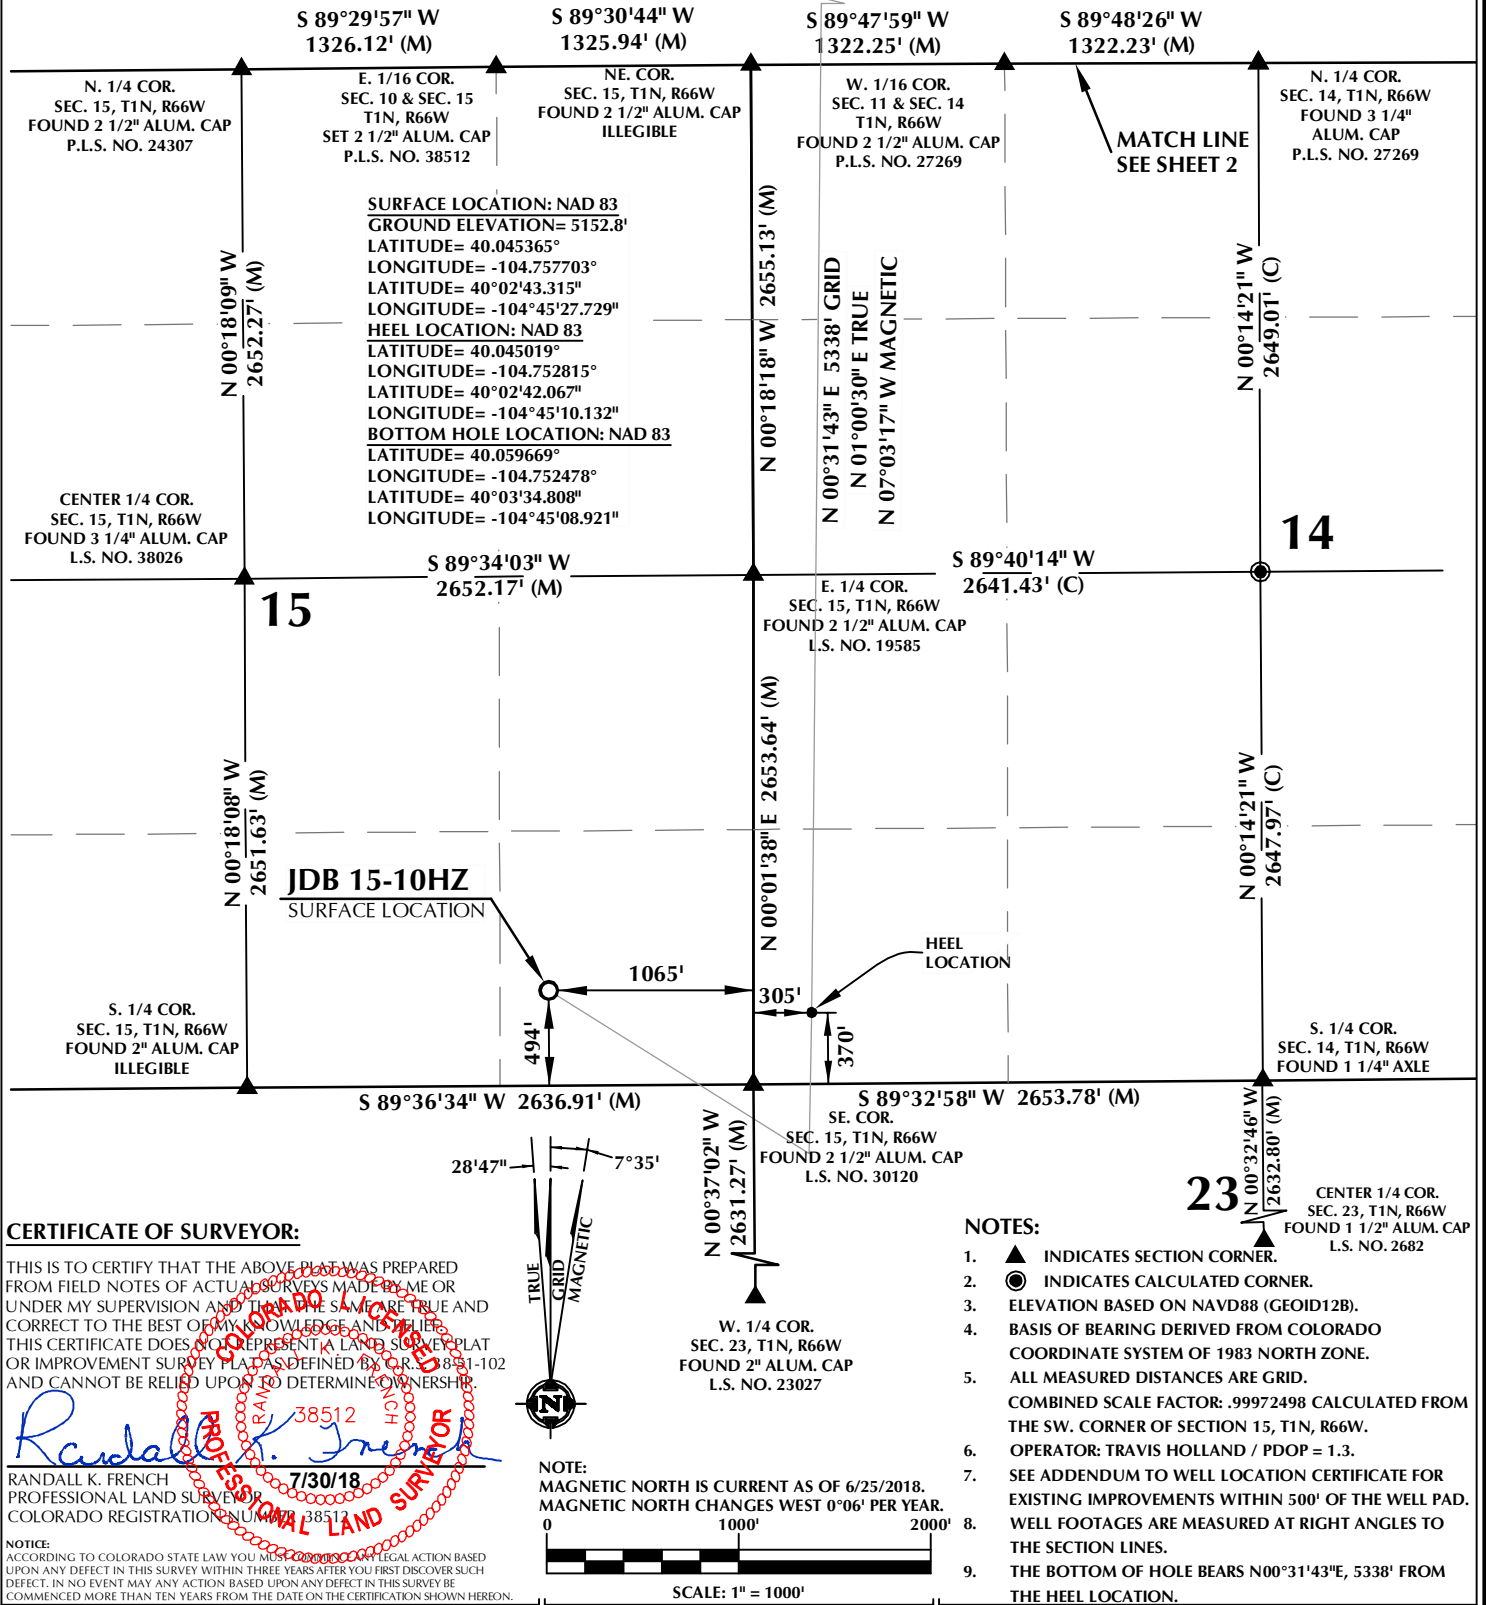 S 89°29'57" W
1326.12' (M)
S 89°30'44" W
1325.94' (M)
S 89°47'59" W
1322.25' (M)
S 89°48'26" W
1322.23' (M)
N. 1/4 COR.
SEC. 15, T1N, R66W
FOUND 2 1/2" ALUM. CAP
P.L.S. NO. 24307
E. 1/16 COR.
SEC. 10 & SEC. 15
T1N, R66W
SET 2 1/2" ALUM. CAP
P.L.S. NO. 38512
NE. COR.
SEC. 15, T1N, R66W
FOUND 2 1/2" ALUM. CAP
ILLEGIBLE
W. 1/16 COR.
SEC. 11 & SEC. 14
T1N, R66W
FOUND 2 1/2" ALUM. CAP
P.L.S. NO. 27269
MATCH LINE
SEE SHEET 2
N. 1/4 COR.
SEC. 14, T1N, R66W
FOUND 3 1/4"
ALUM. CAP
P.L.S. NO. 27269
SURFACE LOCATION: NAD 83
GROUND ELEVATION= 5152.8'
LATITUDE= 40.045365°
LONGITUDE= -104.757703°
LATITUDE= 40°02'43.315"
LONGITUDE= -104°45'27.729"
HEEL LOCATION: NAD 83
LATITUDE= 40.045019°
LONGITUDE= -104.752815°
LATITUDE= 40°02'42.067"
LONGITUDE= -104°45'10.132"
BOTTOM HOLE LOCATION: NAD 83
LATITUDE= 40.059669°
LONGITUDE= -104.752478°
LATITUDE= 40°03'34.808"
LONGITUDE= -104°45'08.921"
N 00°18'09" W
2652.27' (M)
N 00°18'18" W 2655.13' (M)
N 00°31'43" E 5338' GRID
N 01°00'30" E TRUE
N 07°03'17" W MAGNETIC
N 00°14'21" W
2649.01' (C)
CENTER 1/4 COR.
SEC. 15, T1N, R66W
FOUND 3 1/4" ALUM. CAP
L.S. NO. 38026
S 89°34'03" W
2652.17' (M)
S 89°40'14" W
2641.43' (C)
14
15
E. 1/4 COR.
SEC. 15, T1N, R66W
FOUND 2 1/2" ALUM. CAP
L.S. NO. 19585
N 00°18'08" W
2651.63' (M)
N 00°01'38" E 2653.64' (M)
N 00°14'21" W
2647.97' (C)
JDB 15-10HZ
SURFACE LOCATION
HEEL
LOCATION
1065'
305'
494'
370'
S. 1/4 COR.
SEC. 15, T1N, R66W
FOUND 2" ALUM. CAP
ILLEGIBLE
S. 1/4 COR.
SEC. 14, T1N, R66W
FOUND 1 1/4" AXLE
S 89°36'34" W 2636.91' (M)
S 89°32'58" W 2653.78' (M)
SE. COR.
SEC. 15, T1N, R66W
FOUND 2 1/2" ALUM. CAP
L.S. NO. 30120
N 00°37'02" W
2631.27' (M)
N 00°32'46" W
2632.80' (M)
23
CENTER 1/4 COR.
SEC. 23, T1N, R66W
FOUND 1 1/2" ALUM. CAP
L.S. NO. 2682
28'47"
7°35'
TRUE
GRID
MAGNETIC
N
W. 1/4 COR.
SEC. 23, T1N, R66W
FOUND 2" ALUM. CAP
L.S. NO. 23027
CERTIFICATE OF SURVEYOR:
THIS IS TO CERTIFY THAT THE ABOVE PLAT WAS PREPARED
FROM FIELD NOTES OF ACTUAL SURVEYS MADE BY ME OR
UNDER MY SUPERVISION AND THAT THE SAME ARE TRUE AND
CORRECT TO THE BEST OF MY KNOWLEDGE AND BELIEF.
THIS CERTIFICATE DOES NOT REPRESENT A LAND SURVEY PLAT
OR IMPROVEMENT SURVEY PLAT AS DEFINED BY C.R.S. 38-51-102
AND CANNOT BE RELIED UPON TO DETERMINE OWNERSHIP.
COLORADO LICENSED
PROFESSIONAL LAND SURVEYOR
RANDALL K. FRENCH
38512
Randall K. French
7/30/18
RANDALL K. FRENCH
PROFESSIONAL LAND SURVEYOR
COLORADO REGISTRATION NUMBER 38512
NOTICE:
ACCORDING TO COLORADO STATE LAW YOU MUST COMMENCE ANY LEGAL ACTION BASED
UPON ANY DEFECT IN THIS SURVEY WITHIN THREE YEARS AFTER YOU FIRST DISCOVER SUCH
DEFECT. IN NO EVENT MAY ANY ACTION BASED UPON ANY DEFECT IN THIS SURVEY BE
COMMENCED MORE THAN TEN YEARS FROM THE DATE ON THE CERTIFICATION SHOWN HEREON.
NOTE:
MAGNETIC NORTH IS CURRENT AS OF 6/25/2018.
MAGNETIC NORTH CHANGES WEST 0°06' PER YEAR.
0 1000' 2000'
SCALE: 1" = 1000'
NOTES:
1. INDICATES SECTION CORNER.
2. INDICATES CALCULATED CORNER.
3. ELEVATION BASED ON NAVD88 (GEOID12B).
4. BASIS OF BEARING DERIVED FROM COLORADO
COORDINATE SYSTEM OF 1983 NORTH ZONE.
5. ALL MEASURED DISTANCES ARE GRID.
COMBINED SCALE FACTOR: .99972498 CALCULATED FROM
THE SW. CORNER OF SECTION 15, T1N, R66W.
6. OPERATOR: TRAVIS HOLLAND / PDOP = 1.3.
7. SEE ADDENDUM TO WELL LOCATION CERTIFICATE FOR
EXISTING IMPROVEMENTS WITHIN 500' OF THE WELL PAD.
8. WELL FOOTAGES ARE MEASURED AT RIGHT ANGLES TO
THE SECTION LINES.
9. THE BOTTOM OF HOLE BEARS N00°31'43"E, 5338' FROM
THE HEEL LOCATION.